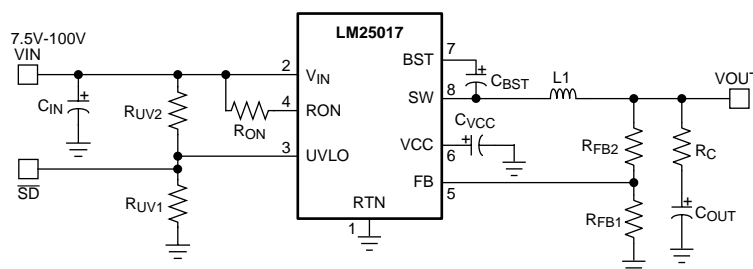 7.5V-100V
VIN
LM25017
7
BST
2
VIN
CBST
8
SW
L1
VOUT
CIN
RUV2
4
RON
RON
CVCC
3
UVLO
VCC
6
RFB2
RC
SD
FB
5
RUV1
RTN
1
RFB1
COUT
+
+
+
+